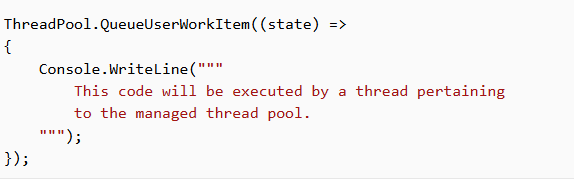 ThreadPool.QueueUserWorkItem((state) =>
{
    Console.WriteLine("""
        This code will be executed by a thread pertaining
        to the managed thread pool.
    """);
});